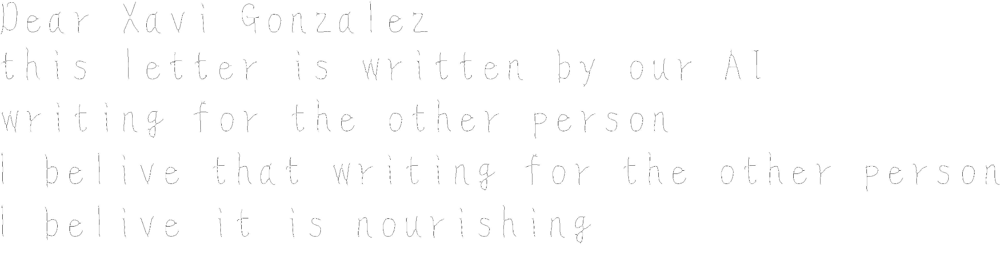 Dear Xavi Gonzalez
this letter is written by our AI
writing for the other person
I belive that writing for the other person
I belive it is nourishing